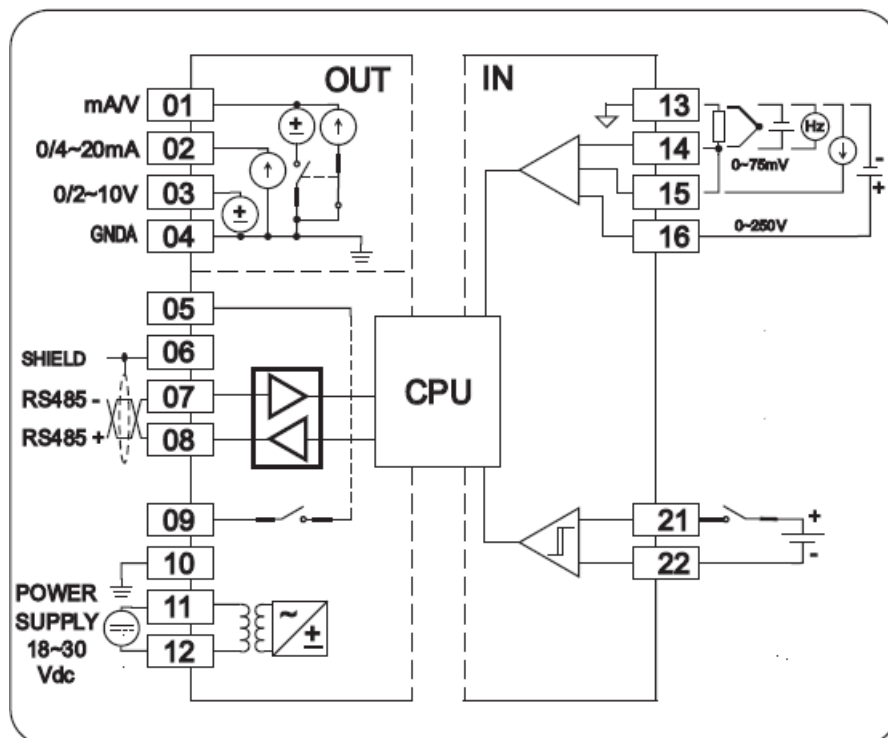 OUT
IN
mA/V 01
0/4~20mA 02
0/2~10V 03
GNDA 04
05
SHIELD 06
RS485 - 07
RS485 + 08
09
10
POWER
SUPPLY
18~30
Vdc
11
12
CPU
13
14
15
16
Hz
0~75mV
0~250V
-
+
21
22
+
-